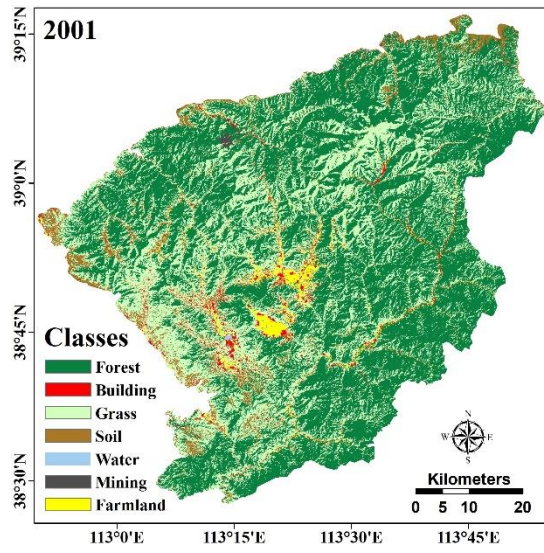 2001
39°15'N
39°0'N
38°45'N
38°30'N
Classes
Forest
Building
Grass
Soil
Water
Mining
Farmland
N
W E
S
Kilometers
0 5 10 20
113°0'E 113°15'E 113°30'E 113°45'E